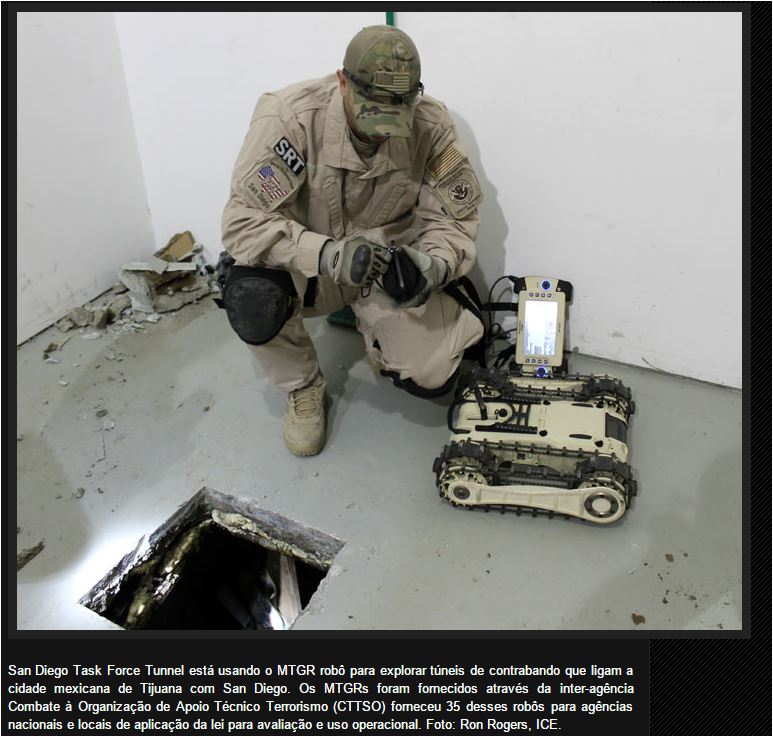 SRT
San Diego
San Diego Task Force Tunnel está usando o MTGR robô para explorar túneis de contrabando que ligam a
cidade mexicana de Tijuana com San Diego. Os MTGRs foram fornecidos através da inter-agência
Combate à Organização de Apoio Técnico Terrorismo (CTTSO) forneceu 35 desses robôs para agências
nacionais e locais de aplicação da lei para avaliação e uso operacional. Foto: Ron Rogers, ICE.